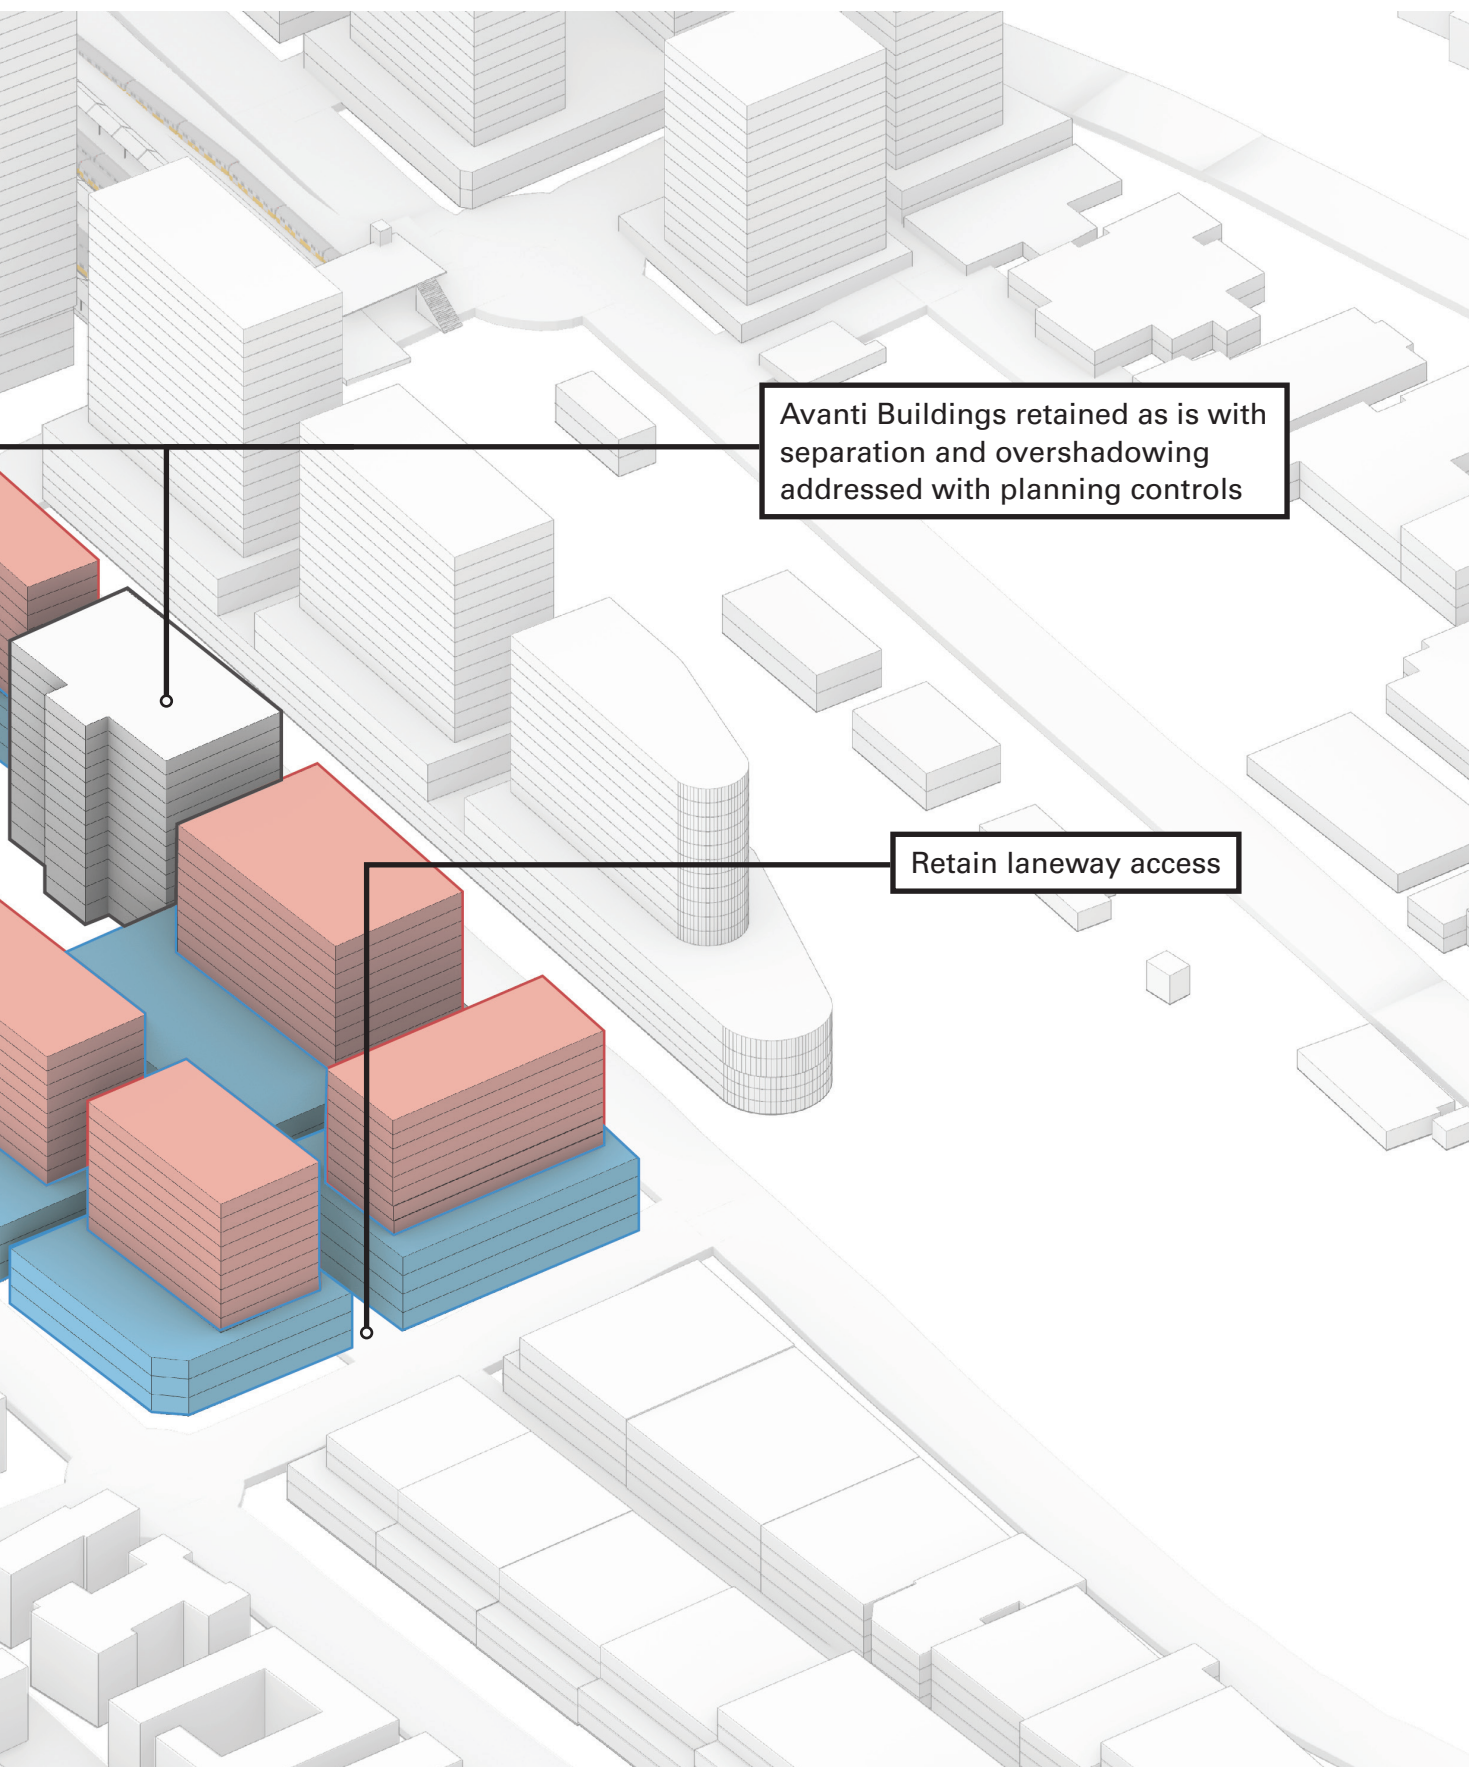 Avanti Buildings retained as is with
separation and overshadowing
addressed with planning controls
Retain laneway access